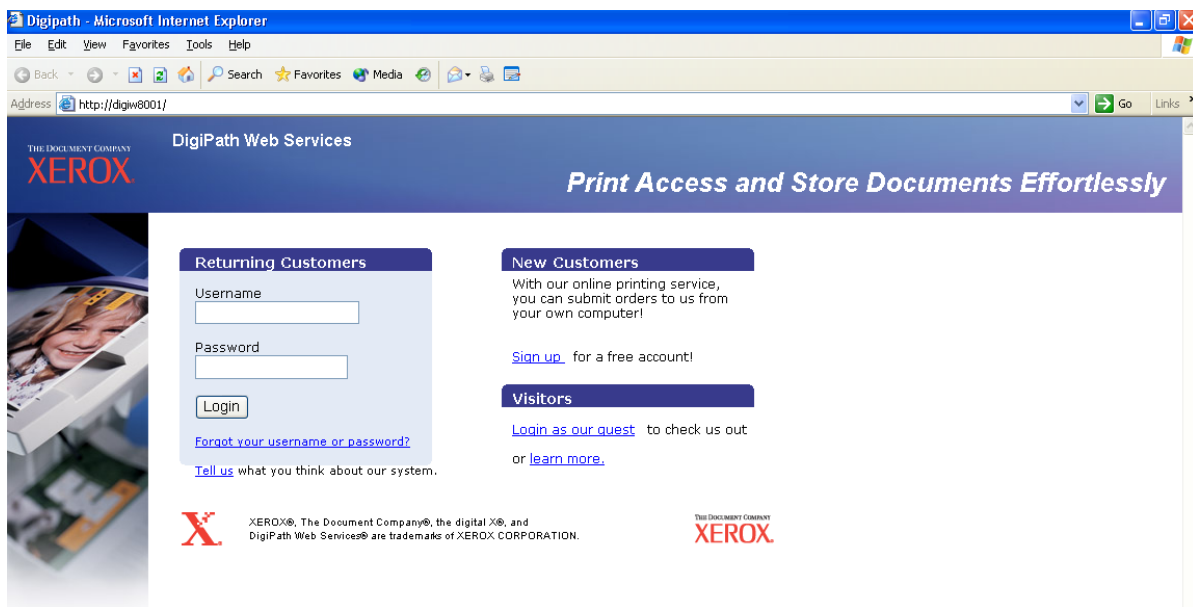 Digipath - Microsoft Internet Explorer
File Edit View Favorites Tools Help
Back Search Favorites Media
Address http://digiw8001/ Go Links
THE DOCUMENT COMPANY
XEROX.
DigiPath Web Services
Print Access and Store Documents Effortlessly
Returning Customers
Username
Password
Login
Forgot your username or password?
Tell us what you think about our system.
New Customers
With our online printing service,
you can submit orders to us from
your own computer!
Sign up for a free account!
Visitors
Login as our guest to check us out
or learn more.
X.
XEROX®, The Document Company®, the digital X®, and
DigiPath Web Services® are trademarks of XEROX CORPORATION.
THE DOCUMENT COMPANY
XEROX.